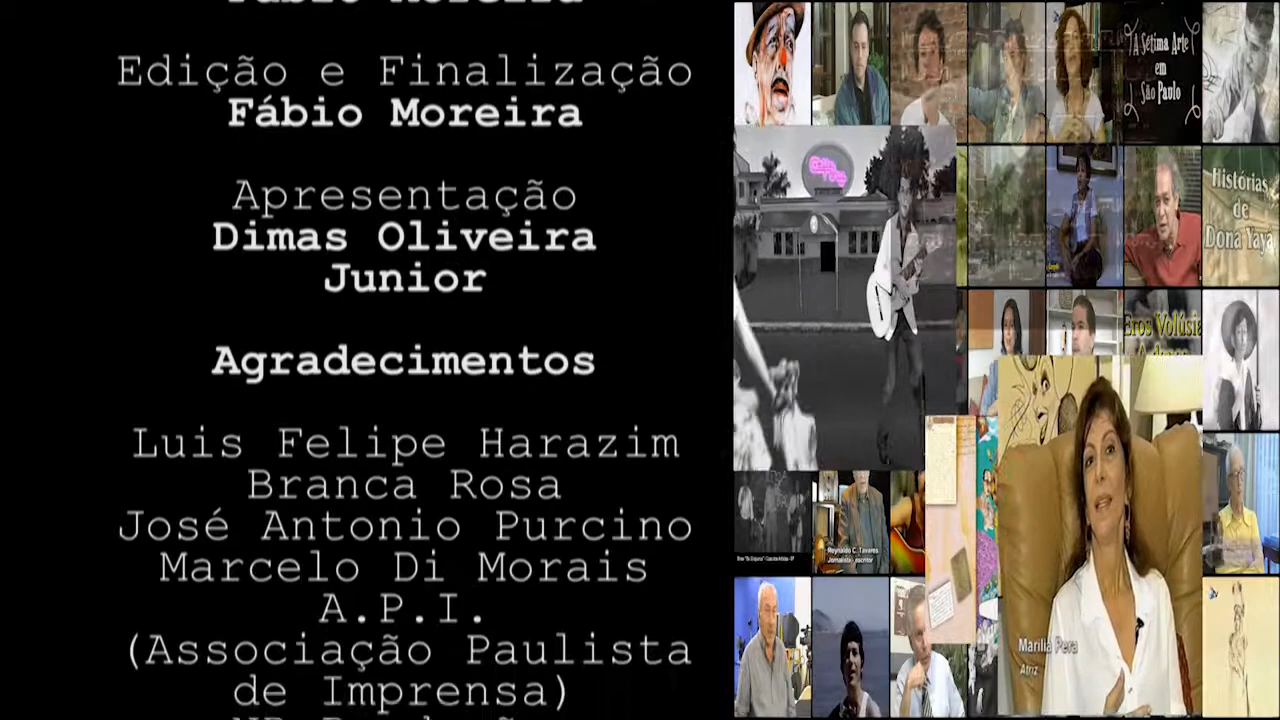 Fábio Moreira
Edição e Finalização
Fábio Moreira
Apresentação
Dimas Oliveira
Junior
Agradecimentos
Luis Felipe Harazim
Branca Rosa
José Antonio Purcino
Marcelo Di Morais
A.P.I.
(Associação Paulista
de Imprensa)
A Sétima Arte
em
São Paulo
Histórias
de
Dona Yaya
Eros Volúsia
Reynaldo C. Tavares
Jornalista - escritor
Marília Pera
Atriz